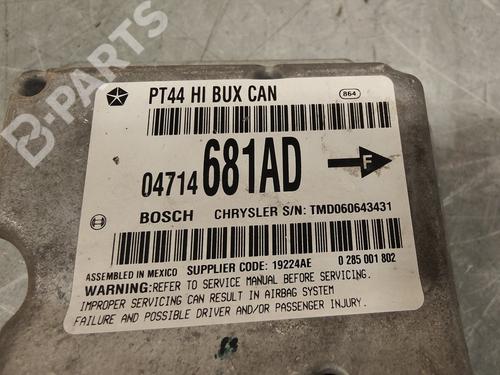 B-PARTS
PT44 HI BUX CAN
864
04714 681AD
F
BOSCH CHRYSLER S/N: TMD060643431
ASSEMBLED IN MEXICO SUPPLIER CODE: 19224AE 0 285 001 802
WARNING: REFER TO SERVICE MANUAL BEFORE SERVICING.
IMPROPER SERVICING CAN RESULT IN AIRBAG SYSTEM
FAILURE AND POSSIBLE DRIVER AND/OR PASSENGER INJURY.
B-PARTS